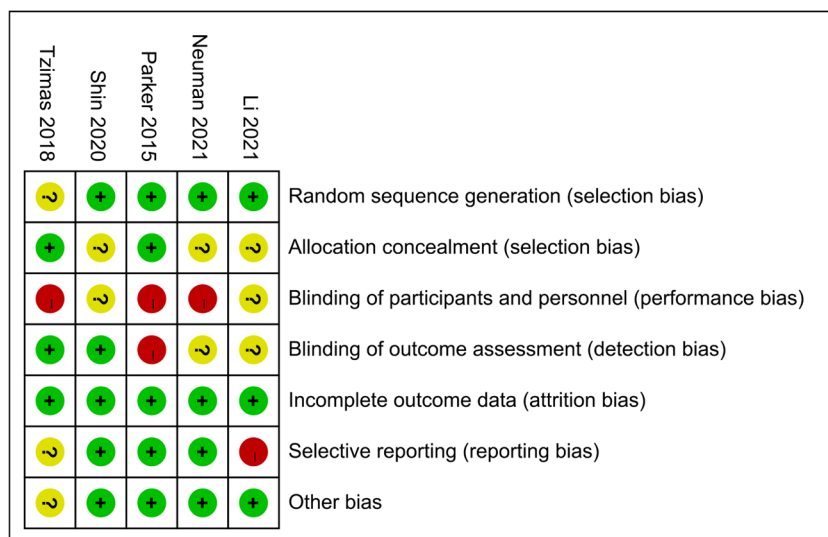 Tzimas 2018
Shin 2020
Parker 2015
Neuman 2021
Li 2021
? + + + + Random sequence generation (selection bias)
+ ? + ? ? Allocation concealment (selection bias)
– ? – – ? Blinding of participants and personnel (performance bias)
+ + – ? ? Blinding of outcome assessment (detection bias)
+ + + + + Incomplete outcome data (attrition bias)
? + + + – Selective reporting (reporting bias)
? + + + + Other bias